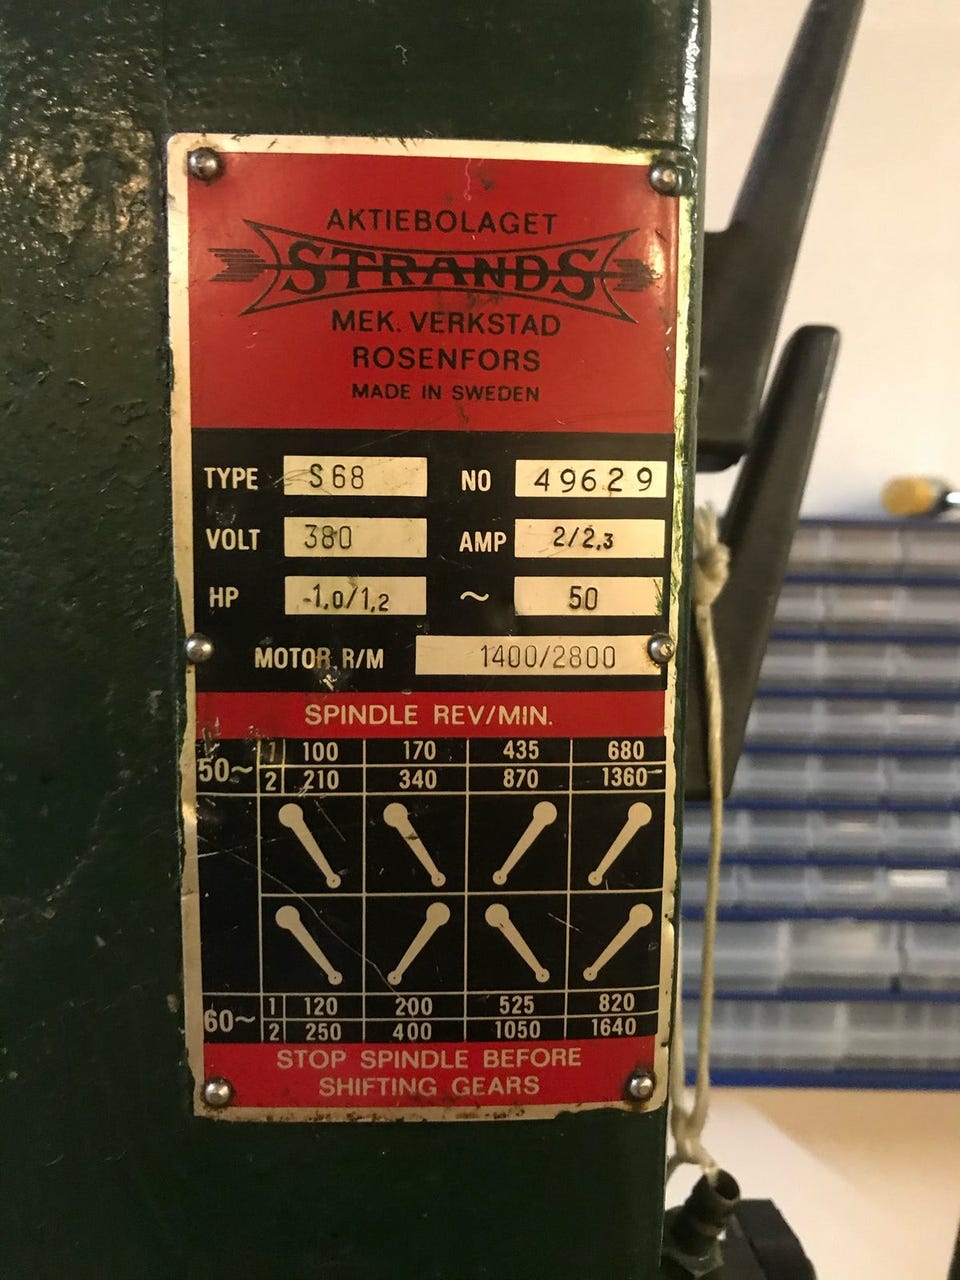 AKTIEBOLAGET
STRANDS
MEK. VERKSTAD
ROSENFORS
MADE IN SWEDEN
TYPE S68 NO 49629
VOLT 380 AMP 2/2,3
HP 1,0/1,2 ~ 50
MOTOR R/M 1400/2800
SPINDLE REV/MIN.
50~ 1 100 170 435 680
2 210 340 870 1360
60~ 1 120 200 525 820
2 250 400 1050 1640
STOP SPINDLE BEFORE
SHIFTING GEARS